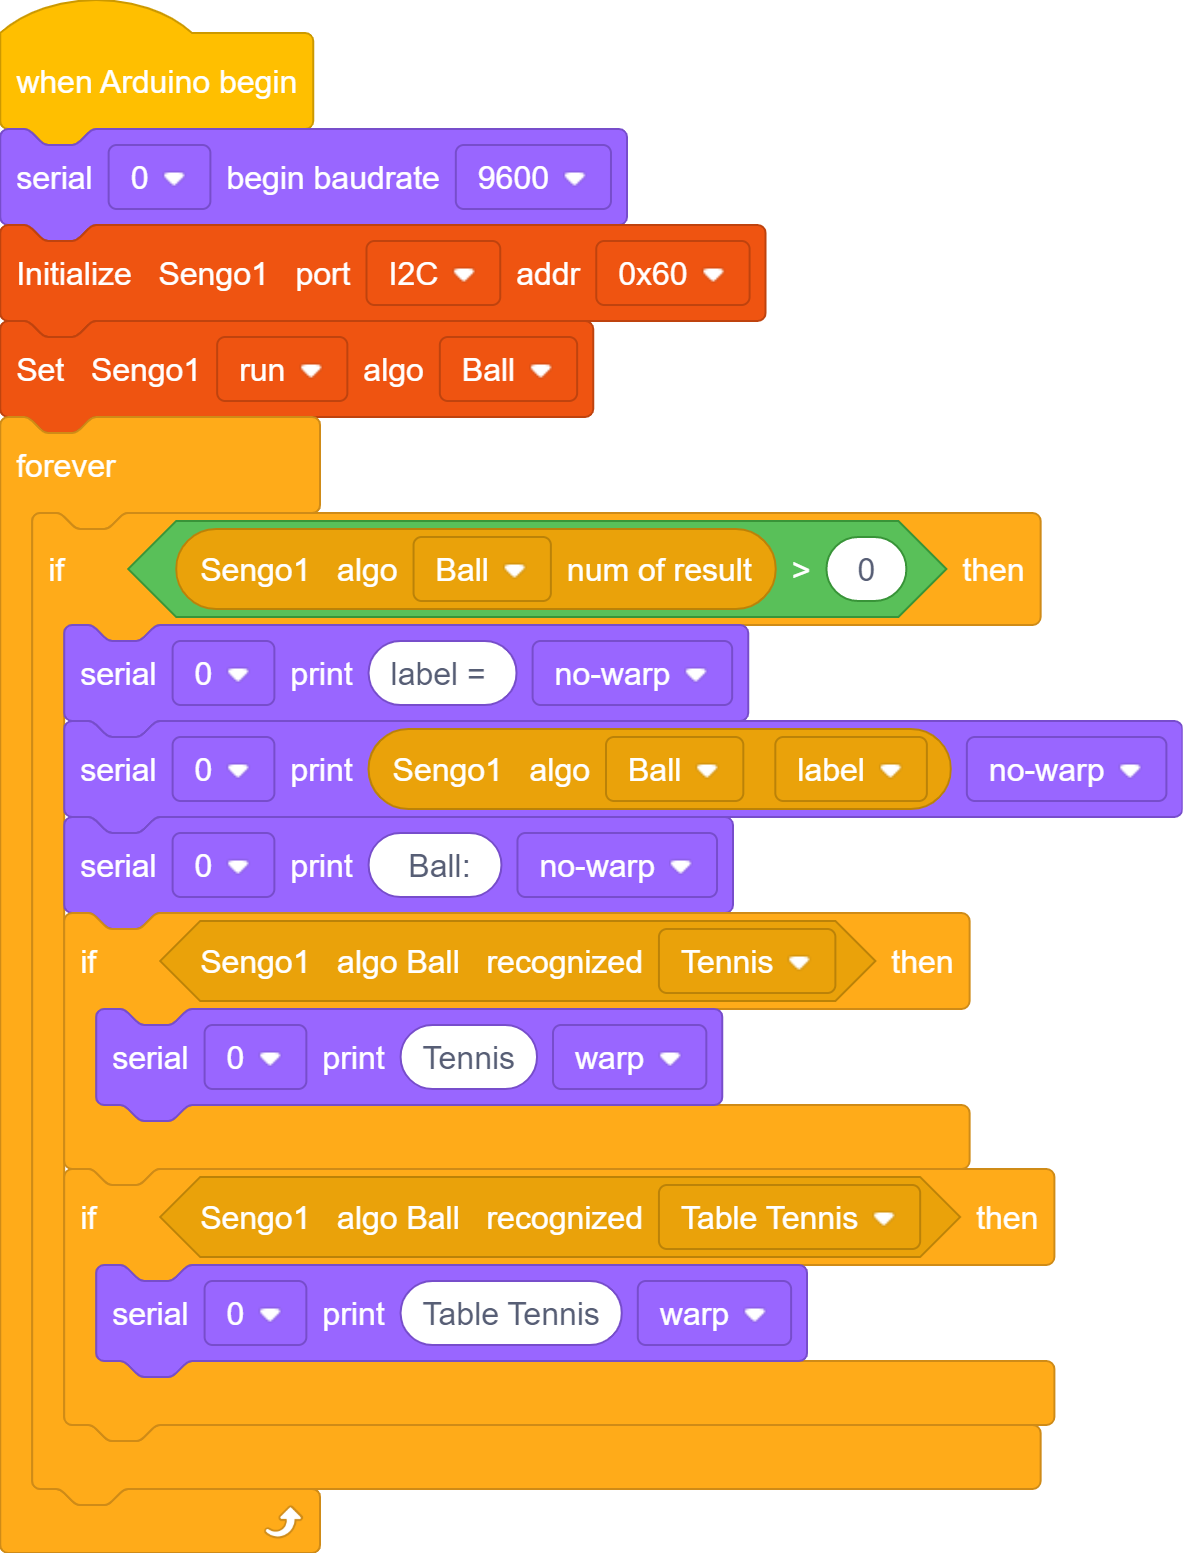 when Arduino begin
serial 0 begin baudrate 9600
Initialize Sengo1 port I2C addr 0x60
Set Sengo1 run algo Ball
forever
if Sengo1 algo Ball num of result > 0 then
serial 0 print label = no-warp
serial 0 print Sengo1 algo Ball label no-warp
serial 0 print Ball: no-warp
if Sengo1 algo Ball recognized Tennis then
serial 0 print Tennis warp
if Sengo1 algo Ball recognized Table Tennis then
serial 0 print Table Tennis warp